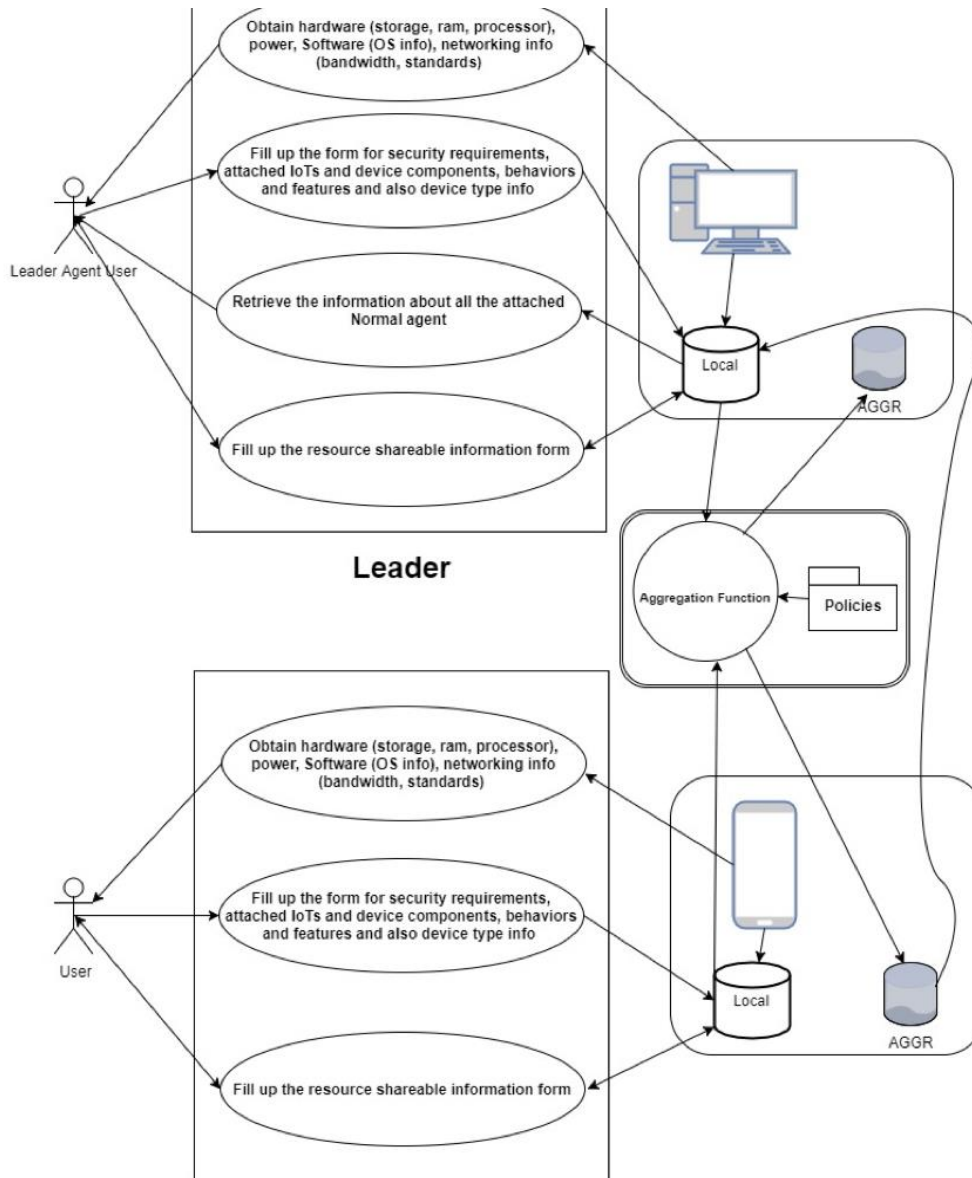 Obtain hardware (storage, ram, processor),
power, Software (OS info), networking info
(bandwidth, standards)
Fill up the form for security requirements,
attached IoTs and device components, behaviors
and features and also device type info
Leader Agent User
Retrieve the information about all the attached
Normal agent
Local
AGGR
Fill up the resource shareable information form
Leader
Aggregation Function
Policies
Obtain hardware (storage, ram, processor),
power, Software (OS info), networking info
(bandwidth, standards)
Fill up the form for security requirements,
attached IoTs and device components, behaviors
and features and also device type info
User
Local
AGGR
Fill up the resource shareable information form